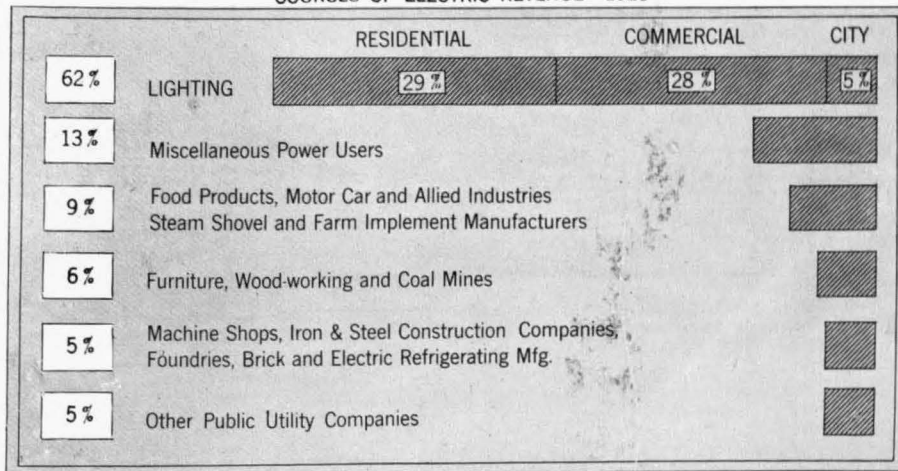 RESIDENTIAL COMMERCIAL CITY
62% LIGHTING 29% 28% 5%
13% Miscellaneous Power Users
9% Food Products, Motor Car and Allied Industries
Steam Shovel and Farm Implement Manufacturers
6% Furniture, Wood-working and Coal Mines
5% Machine Shops, Iron & Steel Construction Companies,
Foundries, Brick and Electric Refrigerating Mfg.
5% Other Public Utility Companies